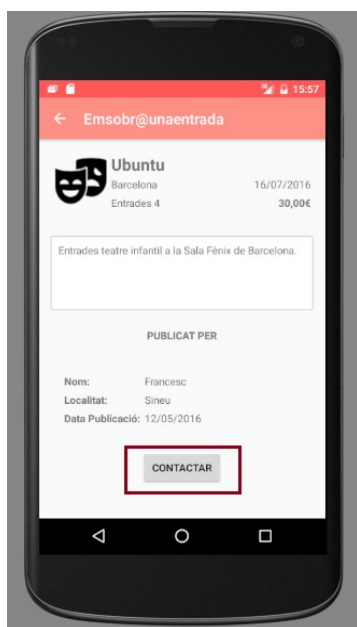 15:57
Emsobr@unaentrada
Ubuntu
Barcelona 16/07/2016
Entrades 4 30,00€
Entrades teatre infantil a la Sala Fènix de Barcelona.
PUBLICAT PER
Nom: Francesc
Localitat: Sineu
Data Publicació: 12/05/2016
CONTACTAR